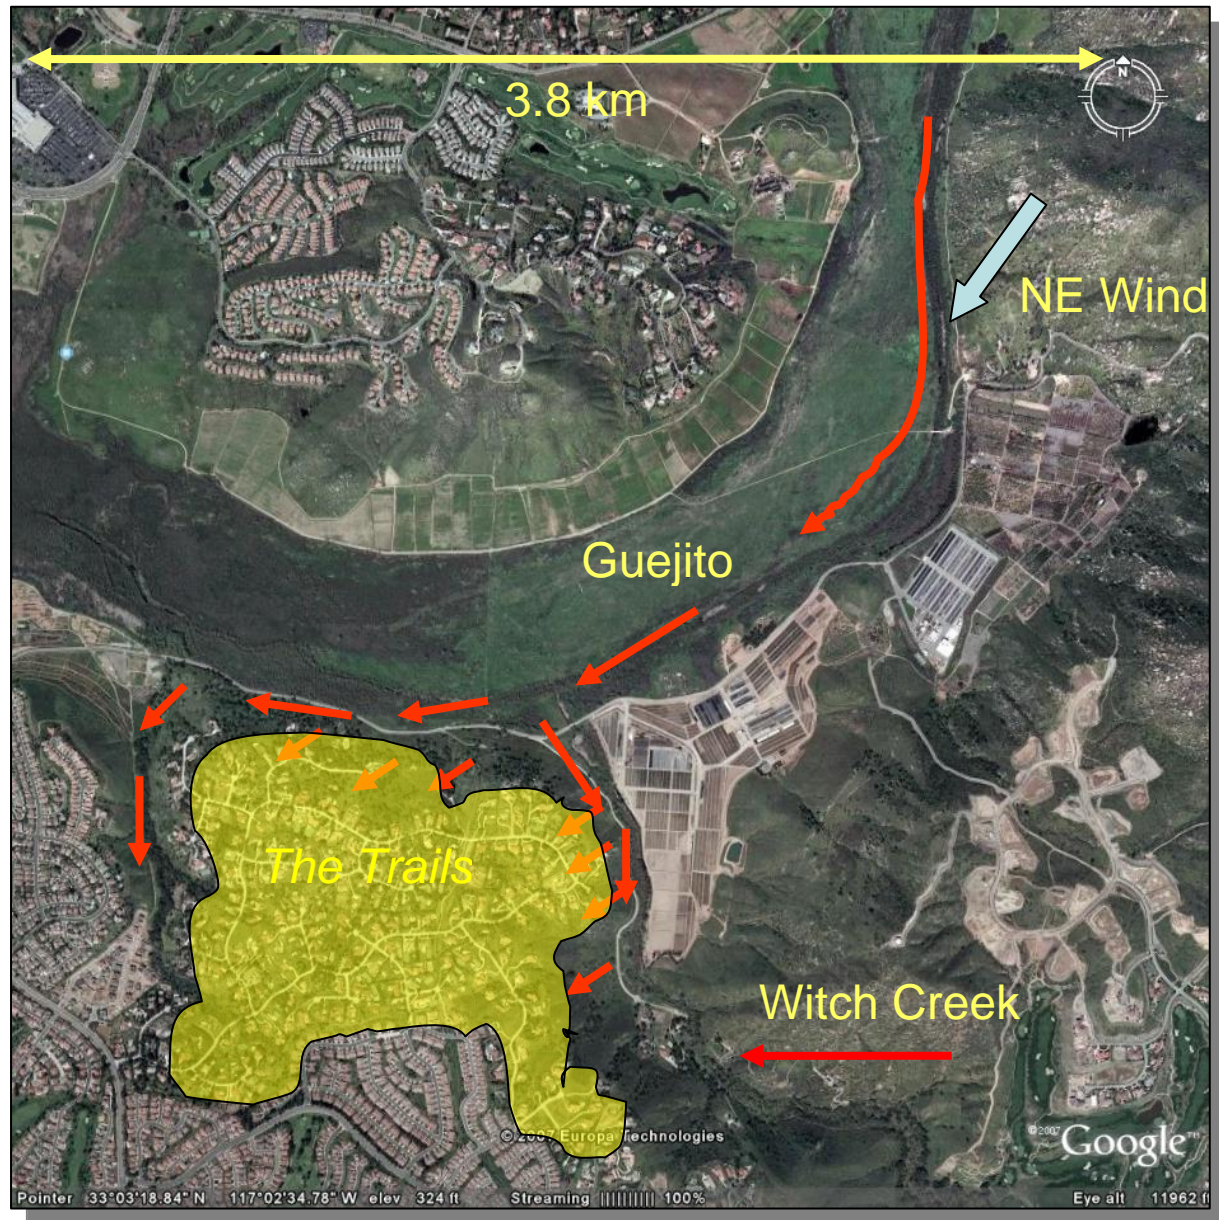 3.8 km
N
NE Wind
Guejito
The Trails
Witch Creek
©2007 Europa Technologies
©2007 Google™
Pointer 33°03'18.84" N 117°02'34.78" W elev 324 ft Streaming |||||||||| 100% Eye alt 11962 ft